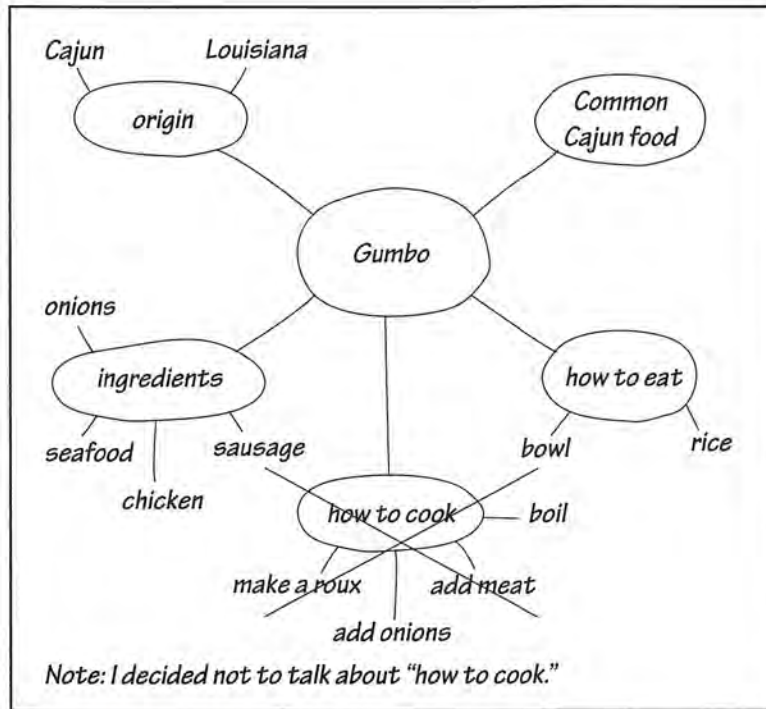 Cajun
Louisiana
origin
Common
Cajun food
Gumbo
onions
ingredients
how to eat
seafood
sausage
bowl
rice
chicken
how to cook
boil
make a roux
add meat
add onions
Note: I decided not to talk about “how to cook.”